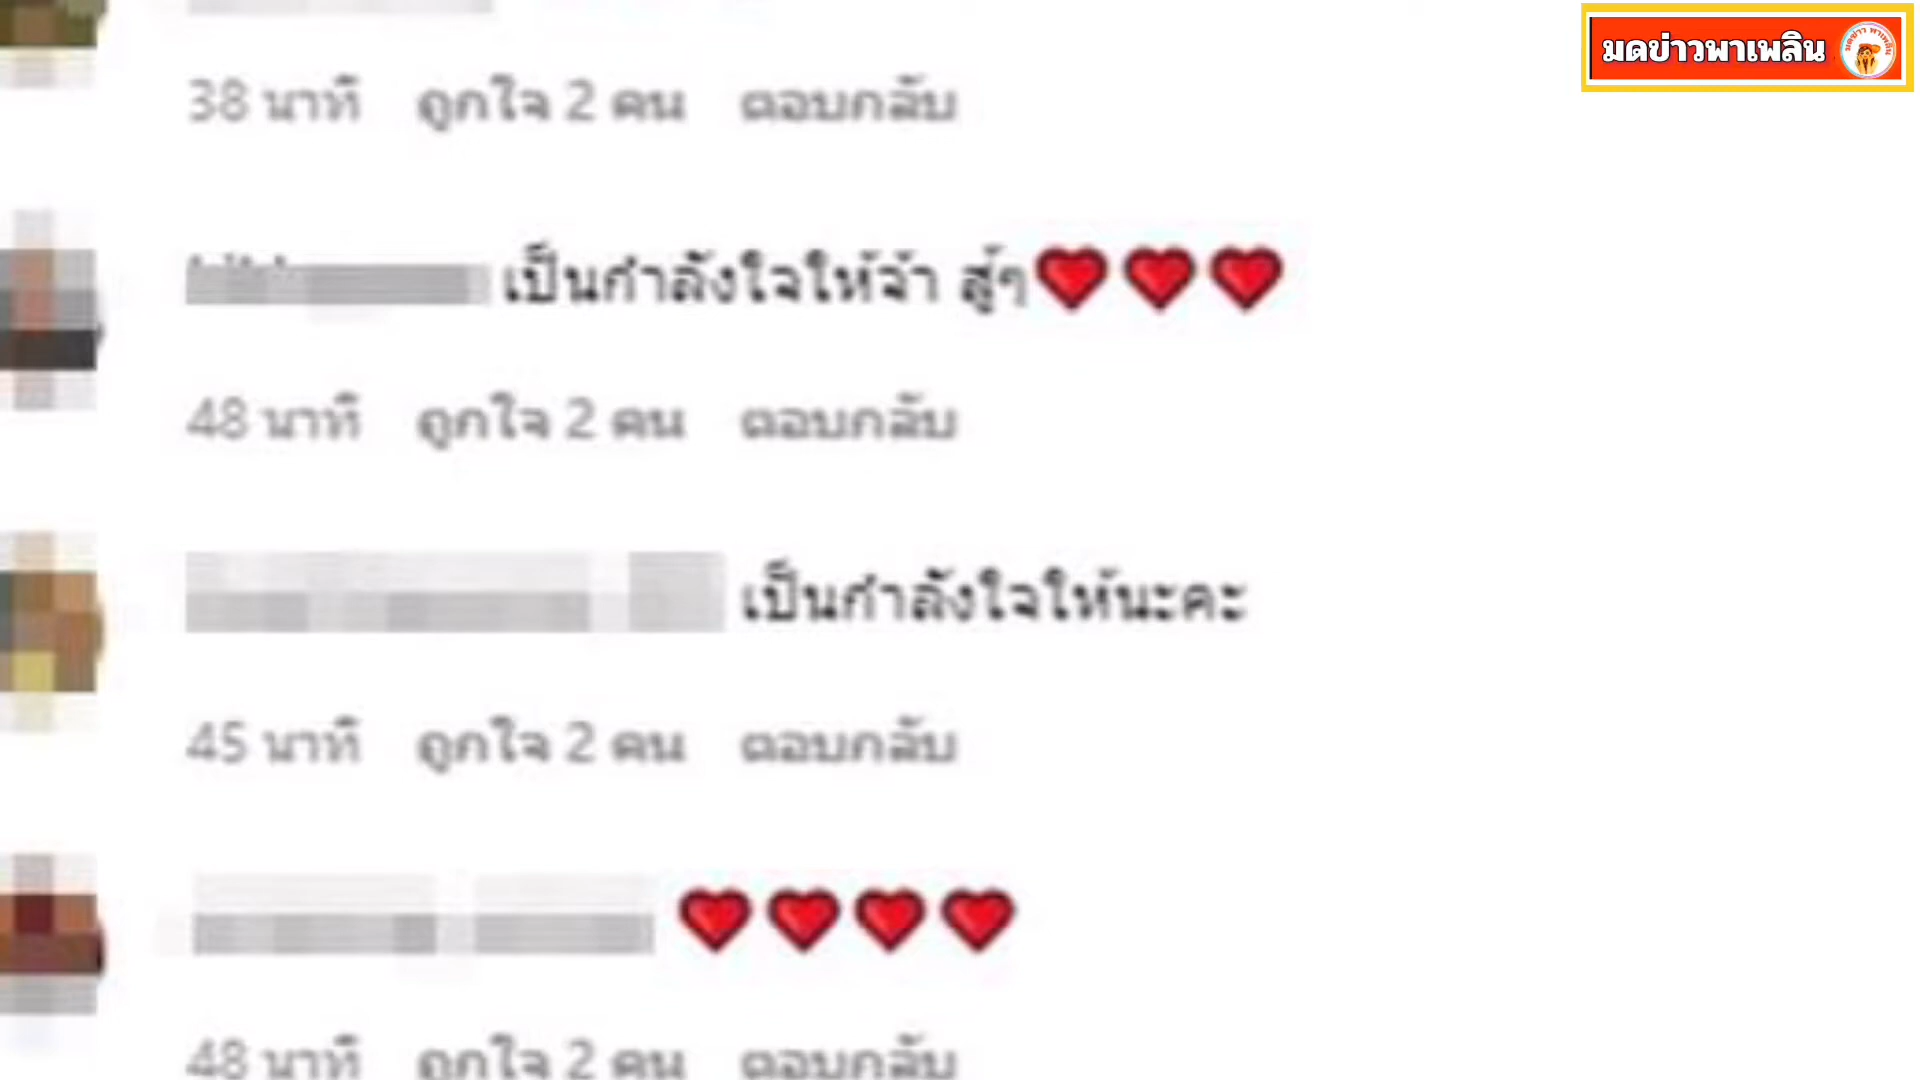 มดข่าวพาเพลิน
38 นาที ถูกใจ 2 คน ตอบกลับ
เป็นกำลังใจให้จ้า สู้ๆ❤❤❤
48 นาที ถูกใจ 2 คน ตอบกลับ
เป็นกำลังใจให้นะคะ
45 นาที ถูกใจ 2 คน ตอบกลับ
❤❤❤❤
48 นาที ถูกใจ 2 คน ตอบกลับ